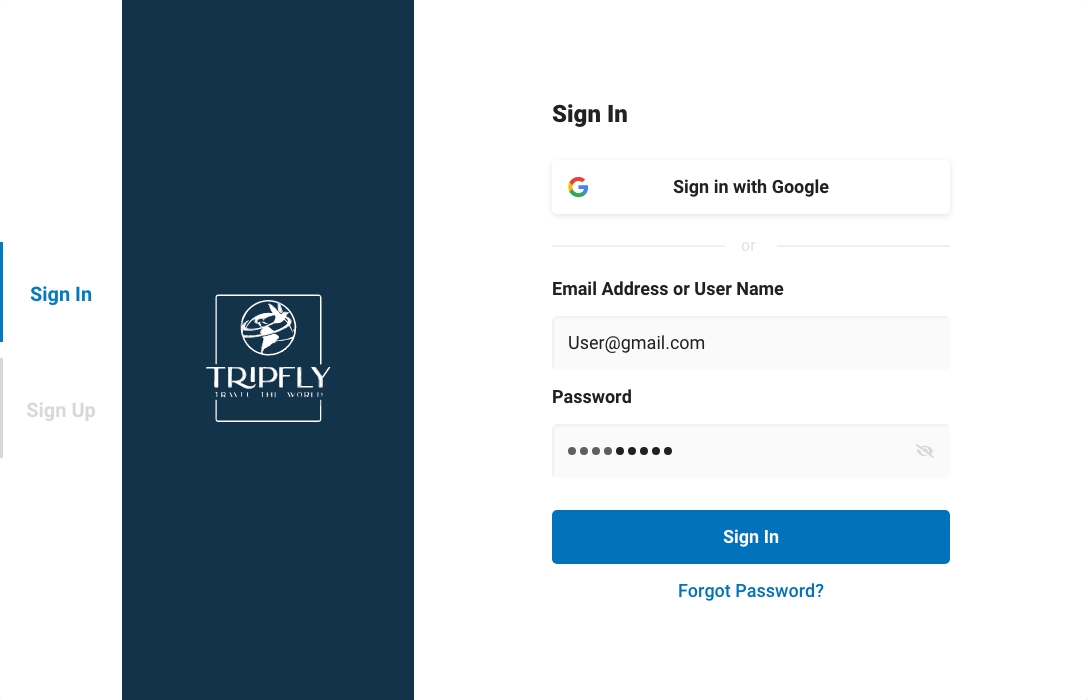 Sign In
Sign Up
TRIPFLY
TRAVEL THE WORLD
Sign In
Sign in with Google
or
Email Address or User Name
User@gmail.com
Password
Sign In
Forgot Password?